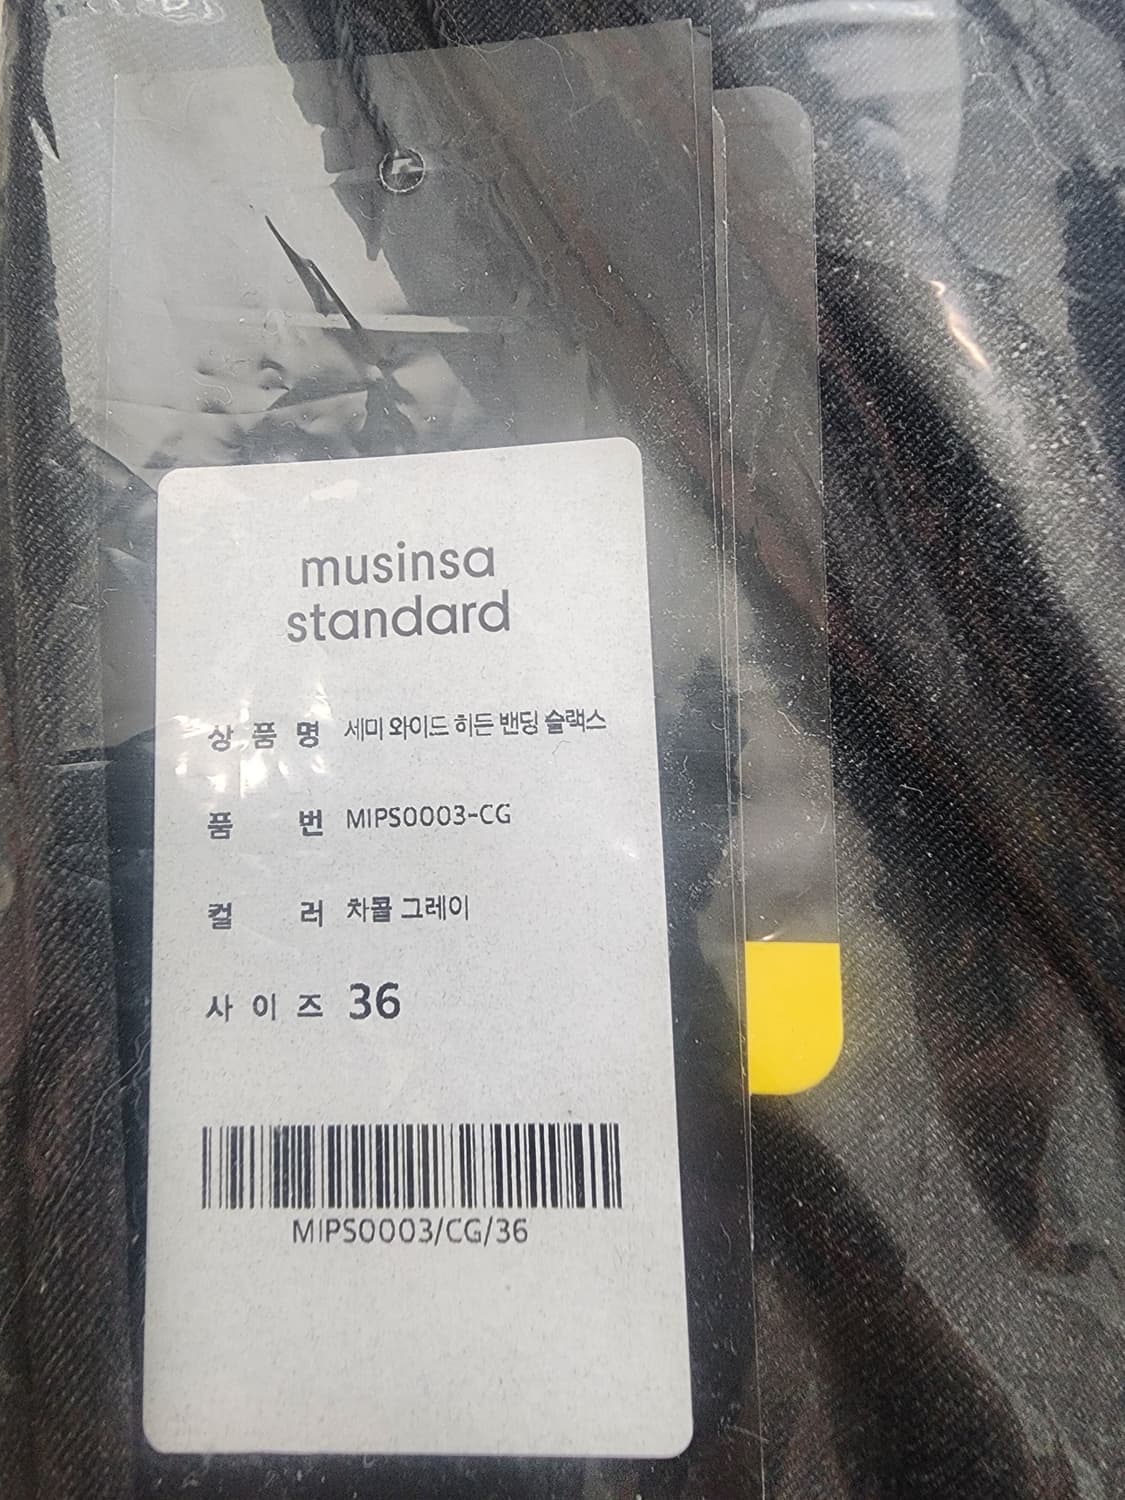 musinsa
standard
상품명 세미 와이드 히든 밴딩 슬랙스
품번 MIPS0003-CG
컬러 차콜 그레이
사이즈 36
MIPS0003/CG/36